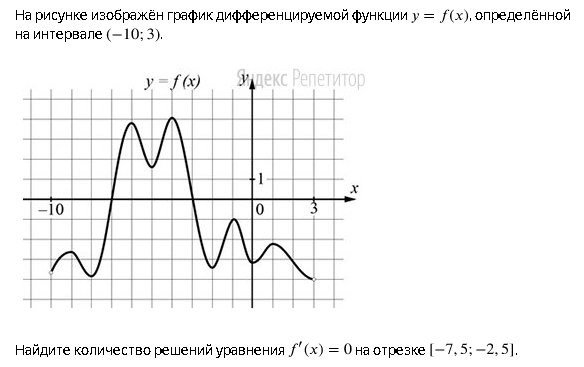 На рисунке изображён график дифференцируемой функции y = f(x), определённой
на интервале (−10; 3).
y = f (x) y Яндекс Репетитор
1
x
−10 0 3
Найдите количество решений уравнения f′(x) = 0 на отрезке [−7, 5; −2, 5].